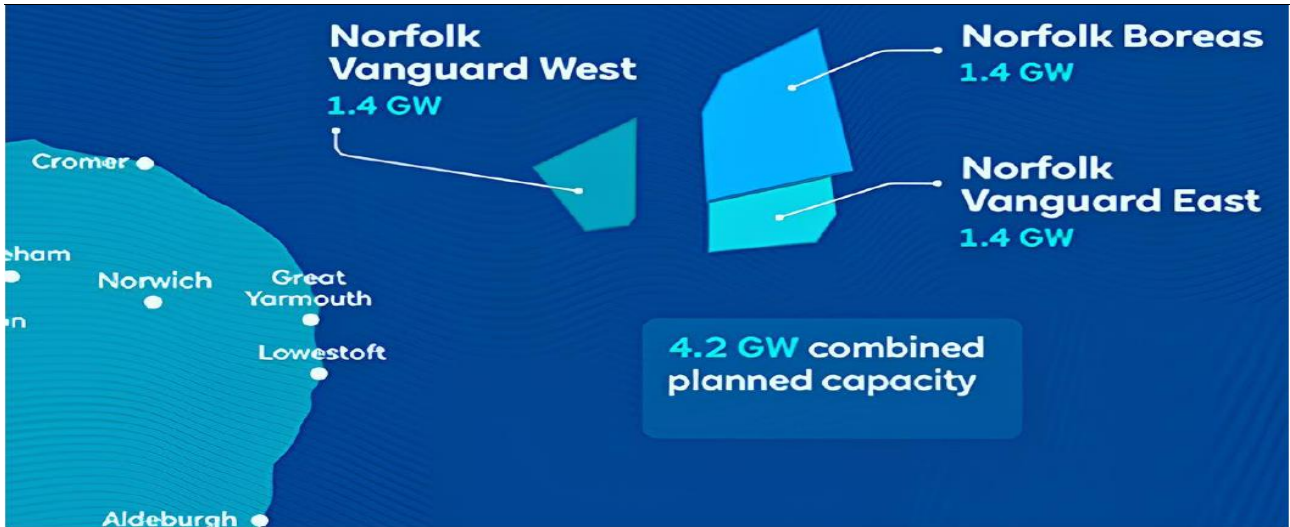 Norfolk
Vanguard West
1.4 GW
Norfolk Boreas
1.4 GW
Norfolk
Vanguard East
1.4 GW
Cromer
eham
Norwich
Great
Yarmouth
n
Lowestoft
4.2 GW combined
planned capacity
Aldeburgh